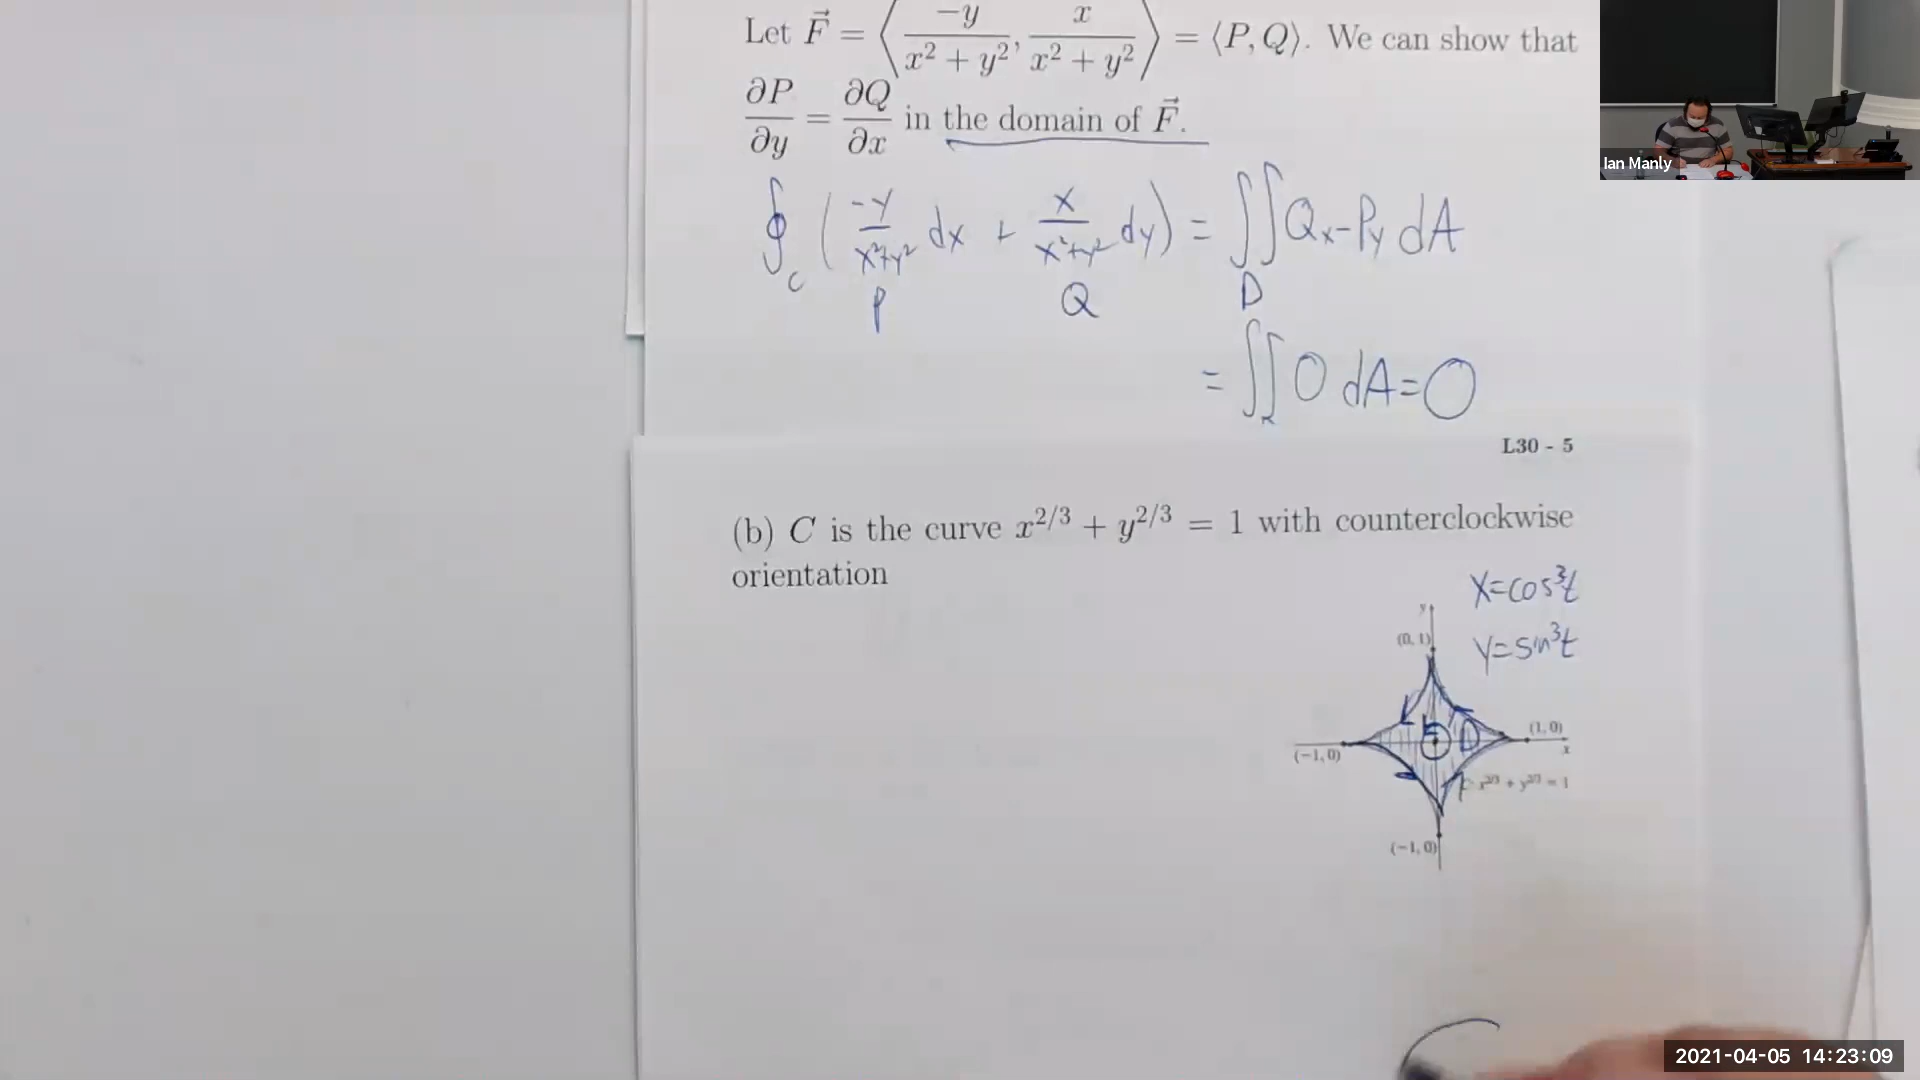 Let F⃗ = ⟨ -y/(x² + y²), x/(x² + y²) ⟩ = ⟨P, Q⟩. We can show that
∂P/∂y = ∂Q/∂x in the domain of F⃗.
∮_C ( -y/(x²+y²) dx + x/(x²+y²) dy ) = ∬_D Qx - Py dA
P Q
= ∬ 0 dA = 0
L30 - 5
(b) C is the curve x^{2/3} + y^{2/3} = 1 with counterclockwise
orientation
x=cos³t
y=sin³t
y
(0, 1)
D
(1, 0)
x
(−1, 0)
x^{2/3} + y^{2/3} = 1
(−1, 0)
Ian Manly
2021-04-05 14:23:09